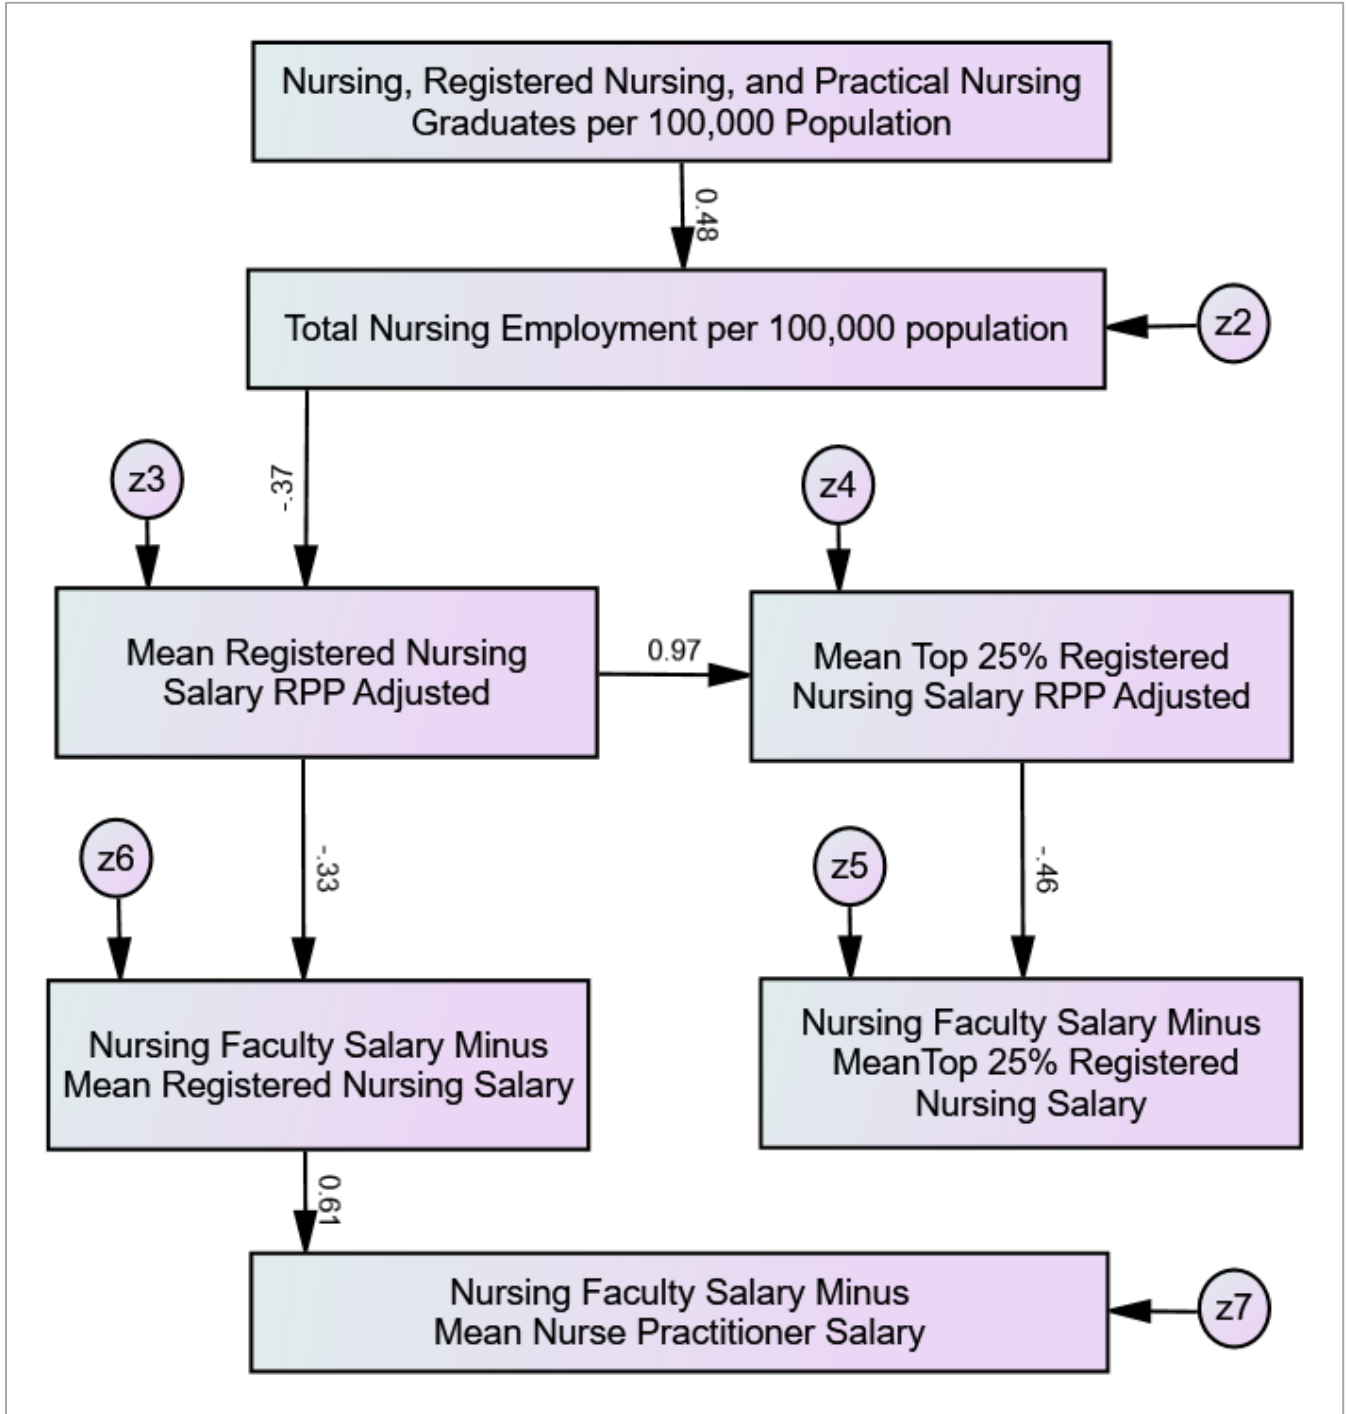 Nursing, Registered Nursing, and Practical Nursing
Graduates per 100,000 Population
0.48
Total Nursing Employment per 100,000 population
z2
-.37
z3
z4
Mean Registered Nursing
Salary RPP Adjusted
0.97
Mean Top 25% Registered
Nursing Salary RPP Adjusted
-.33
-.46
z6
z5
Nursing Faculty Salary Minus
Mean Registered Nursing Salary
Nursing Faculty Salary Minus
MeanTop 25% Registered
Nursing Salary
0.61
Nursing Faculty Salary Minus
Mean Nurse Practitioner Salary
z7